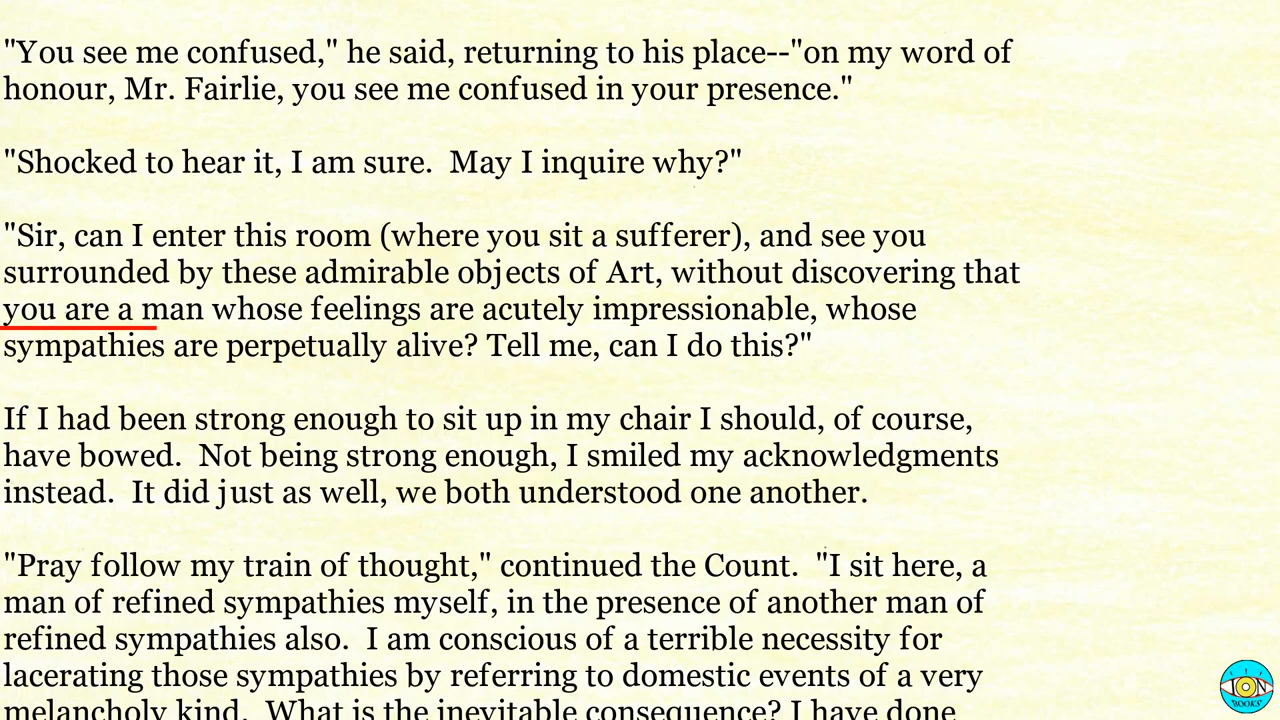 "You see me confused," he said, returning to his place--"on my word of
honour, Mr. Fairlie, you see me confused in your presence."
"Shocked to hear it, I am sure.  May I inquire why?"
"Sir, can I enter this room (where you sit a sufferer), and see you
surrounded by these admirable objects of Art, without discovering that
you are a man whose feelings are acutely impressionable, whose
sympathies are perpetually alive? Tell me, can I do this?"
If I had been strong enough to sit up in my chair I should, of course,
have bowed.  Not being strong enough, I smiled my acknowledgments
instead.  It did just as well, we both understood one another.
"Pray follow my train of thought," continued the Count.  "I sit here, a
man of refined sympathies myself, in the presence of another man of
refined sympathies also.  I am conscious of a terrible necessity for
lacerating those sympathies by referring to domestic events of a very
melancholy kind.  What is the inevitable consequence? I have done
ION
BOOKS